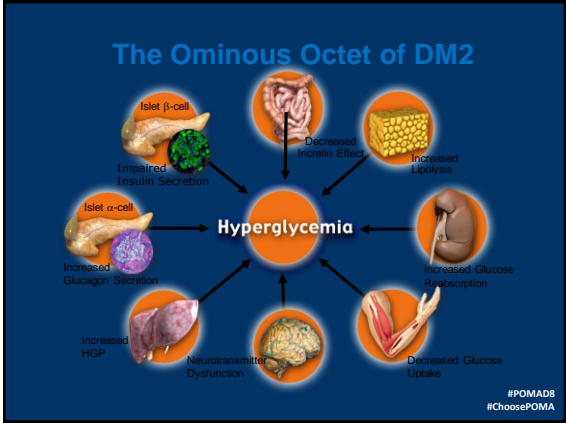 The Ominous Octet of DM2
Islet β-cell
Impaired
Insulin Secretion
Decreased
Incretin Effect
Increased
Lipolysis
Islet α-cell
Increased
Glucagon Secretion
Hyperglycemia
Increased Glucose
Reabsorption
Increased
HGP
Neurotransmitter
Dysfunction
Decreased Glucose
Uptake
#POMAD8
#ChoosePOMA